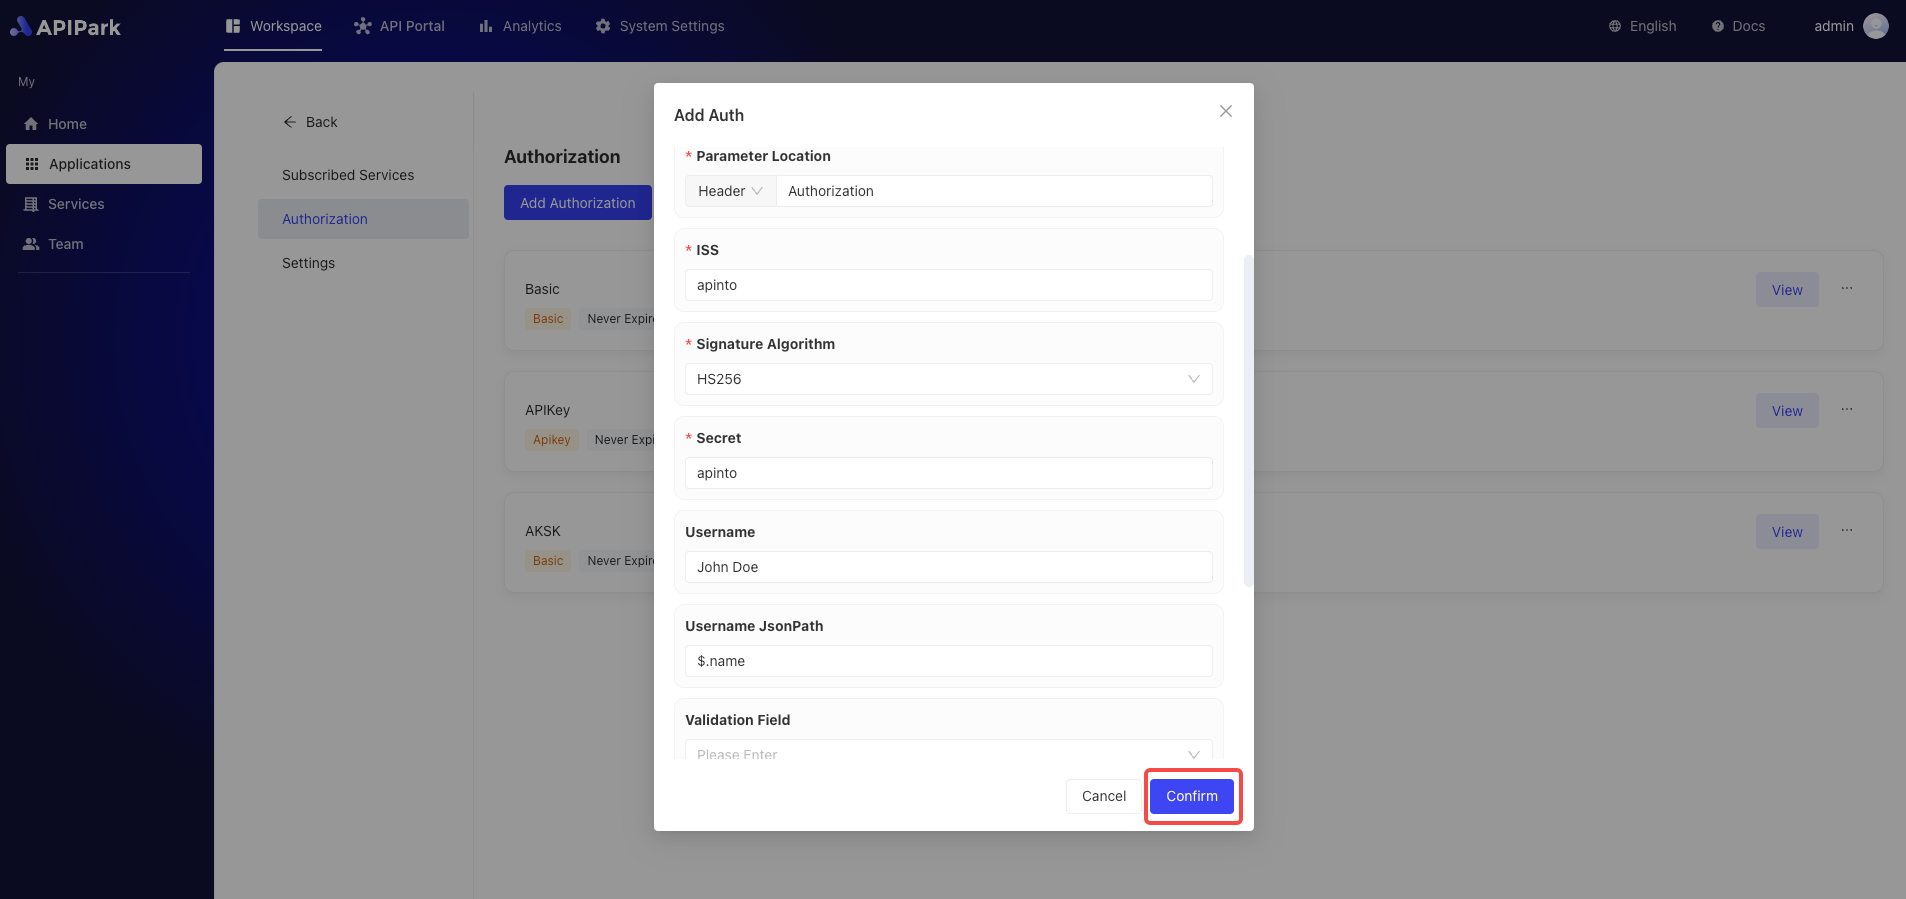 APIPark
Workspace
API Portal
Analytics
System Settings
English
Docs
admin
My
Home
Applications
Services
Team
Back
Subscribed Services
Authorization
Settings
Authorization
Add Authorization
Basic
Basic
Never Expire
View
...
APIKey
Apikey
Never Expi
View
...
AKSK
Basic
Never Expire
View
...
Add Auth
* Parameter Location
Header
Authorization
* ISS
apinto
* Signature Algorithm
HS256
* Secret
apinto
Username
John Doe
Username JsonPath
$.name
Validation Field
Please Enter
Cancel
Confirm